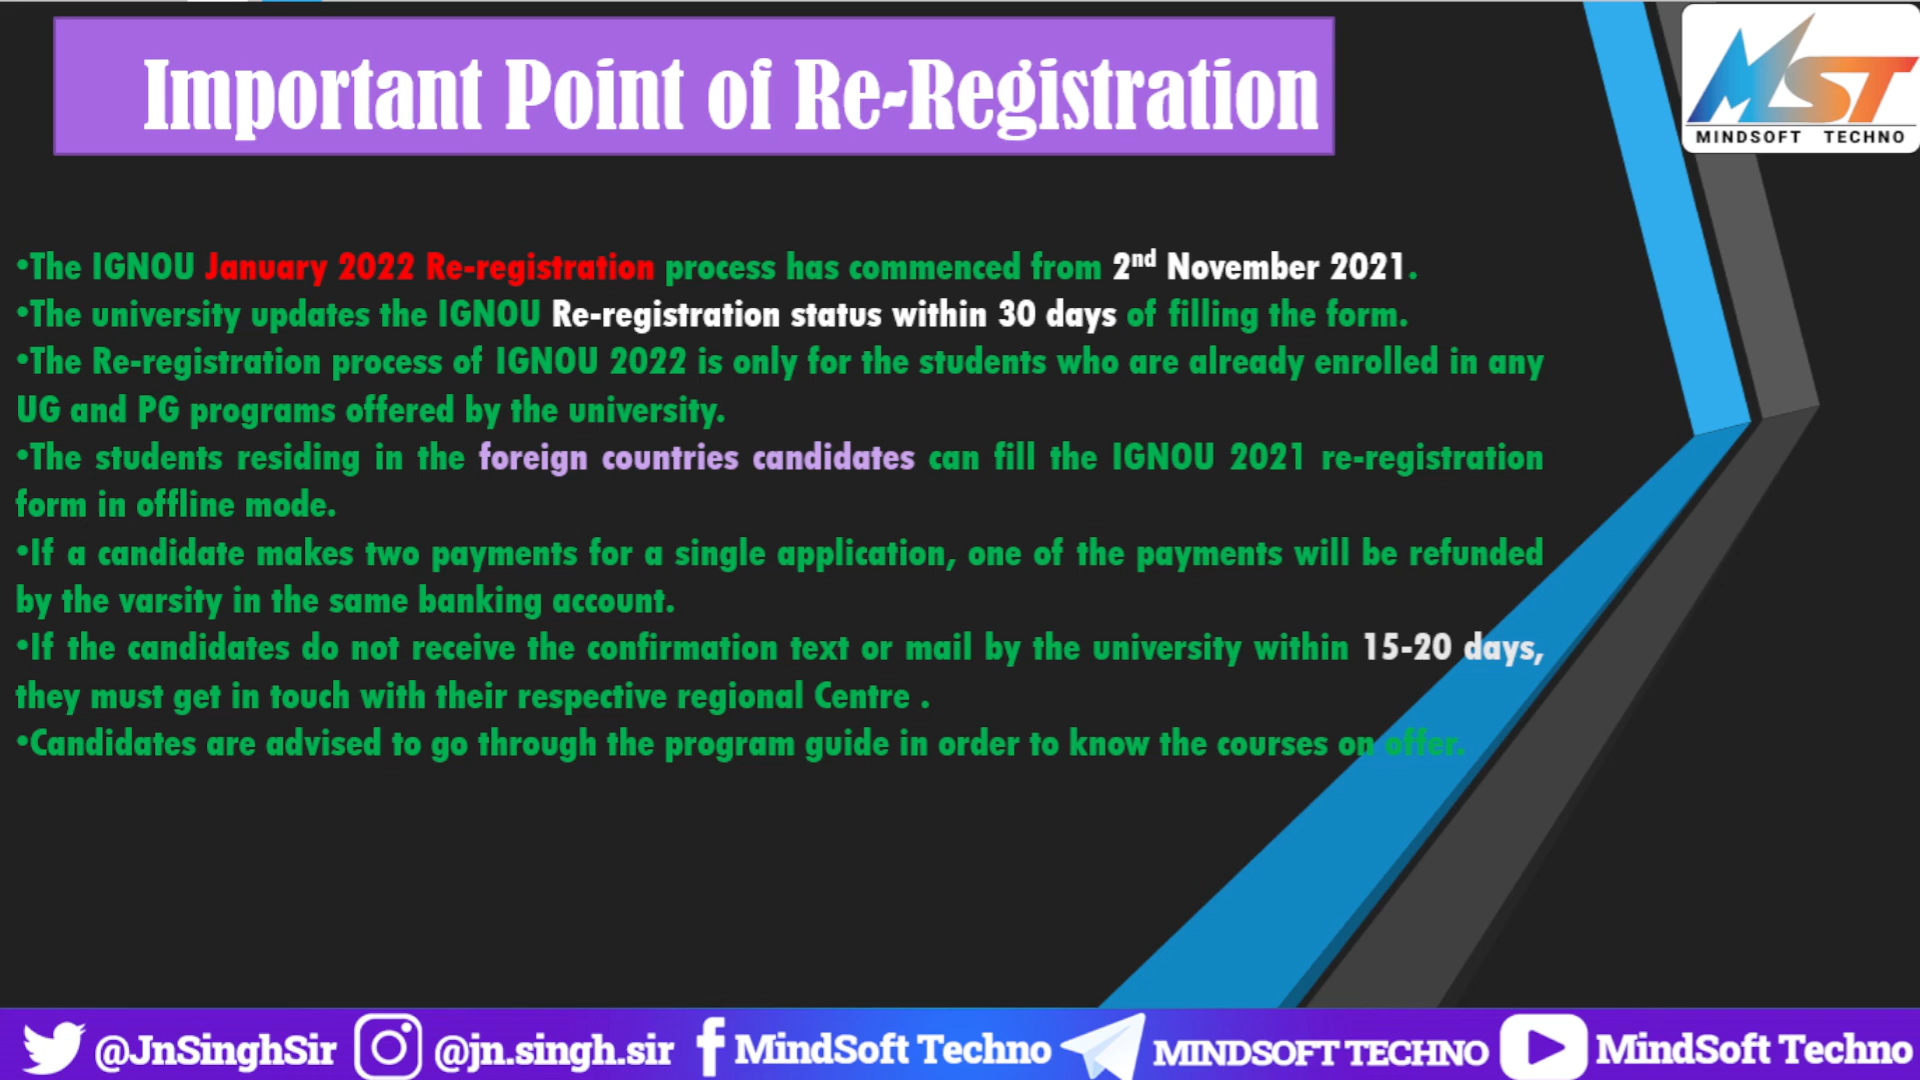 Important Point of Re-Registration
MST
MINDSOFT TECHNO
•The IGNOU January 2022 Re-registration process has commenced from 2nd November 2021.
•The university updates the IGNOU Re-registration status within 30 days of filling the form.
•The Re-registration process of IGNOU 2022 is only for the students who are already enrolled in any
UG and PG programs offered by the university.
•The students residing in the foreign countries candidates can fill the IGNOU 2021 re-registration
form in offline mode.
•If a candidate makes two payments for a single application, one of the payments will be refunded
by the varsity in the same banking account.
•If the candidates do not receive the confirmation text or mail by the university within 15-20 days,
they must get in touch with their respective regional Centre .
•Candidates are advised to go through the program guide in order to know the courses on offer.
@JnSinghSir @jn.singh.sir MindSoft Techno MINDSOFT TECHNO MindSoft Techno